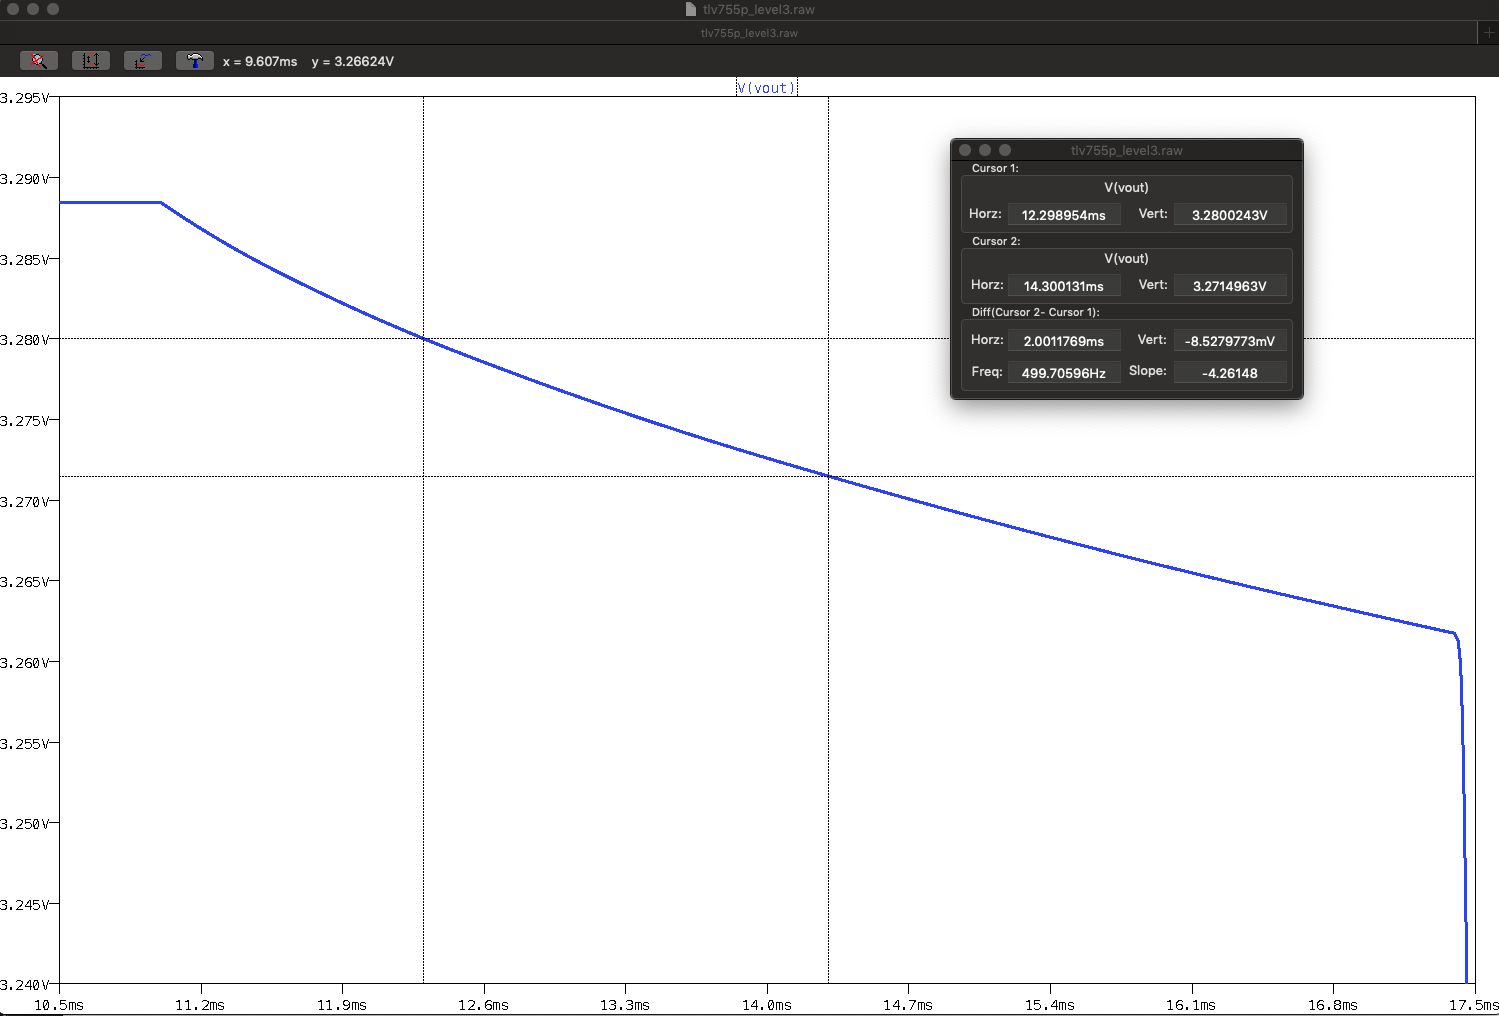 tlv755p_level3.raw
tlv755p_level3.raw
x = 9.607ms y = 3.26624V
V(vout)
3.295V
3.290V
3.285V
3.280V
3.275V
3.270V
3.265V
3.260V
3.255V
3.250V
3.245V
3.240V
10.5ms 11.2ms 11.9ms 12.6ms 13.3ms 14.0ms 14.7ms 15.4ms 16.1ms 16.8ms 17.5ms
tlv755p_level3.raw
Cursor 1:
V(vout)
Horz: 12.298954ms Vert: 3.2800243V
Cursor 2:
V(vout)
Horz: 14.300131ms Vert: 3.2714963V
Diff(Cursor 2- Cursor 1):
Horz: 2.0011769ms Vert: -8.5279773mV
Freq: 499.70596Hz Slope: -4.26148